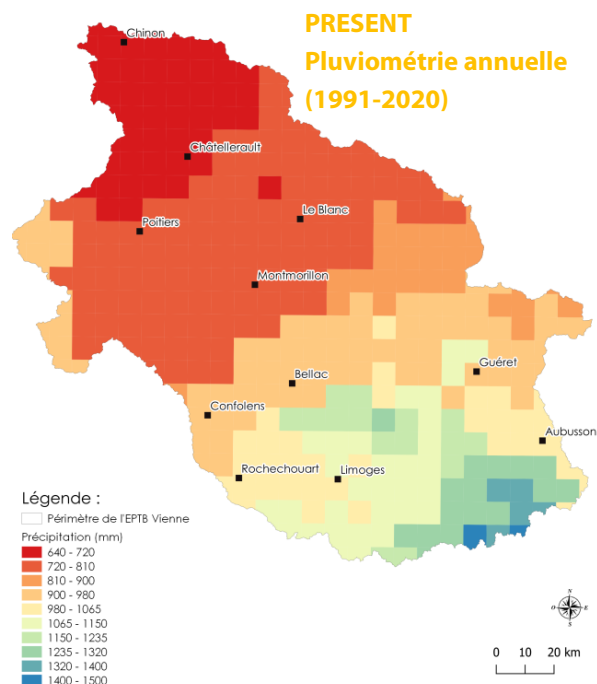 PRESENT
Pluviométrie annuelle
(1991-2020)
Chinon
Châtellerault
Poitiers
Le Blanc
Montmorillon
Guéret
Bellac
Confolens
Aubusson
Rochechouart
Limoges
Légende :
Périmètre de l'EPTB Vienne
Précipitation (mm)
640 - 720
720 - 810
810 - 900
900 - 980
980 - 1065
1065 - 1150
1150 - 1235
1235 - 1320
1320 - 1400
1400 - 1500
N
O E
S
0 10 20 km